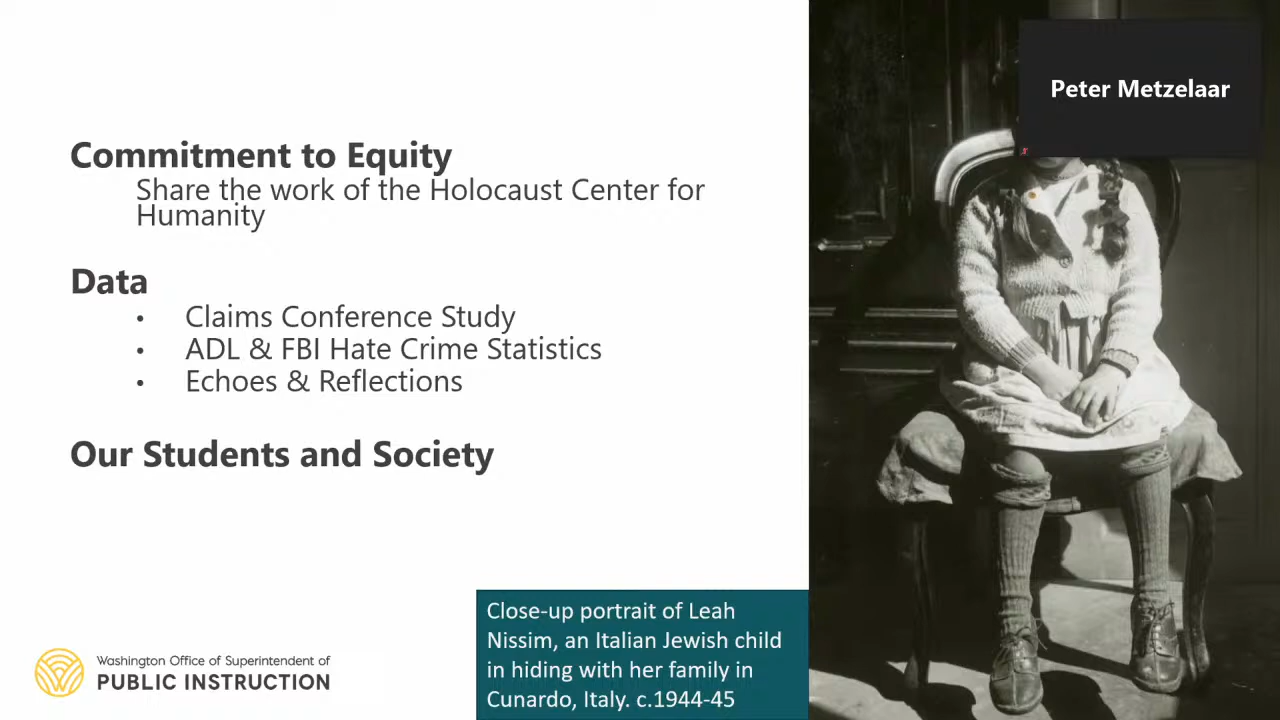 Commitment to Equity
Share the work of the Holocaust Center for
Humanity
Data
• Claims Conference Study
• ADL & FBI Hate Crime Statistics
• Echoes & Reflections
Our Students and Society
Washington Office of Superintendent of
PUBLIC INSTRUCTION
Close-up portrait of Leah
Nissim, an Italian Jewish child
in hiding with her family in
Cunardo, Italy. c.1944-45
Peter Metzelaar